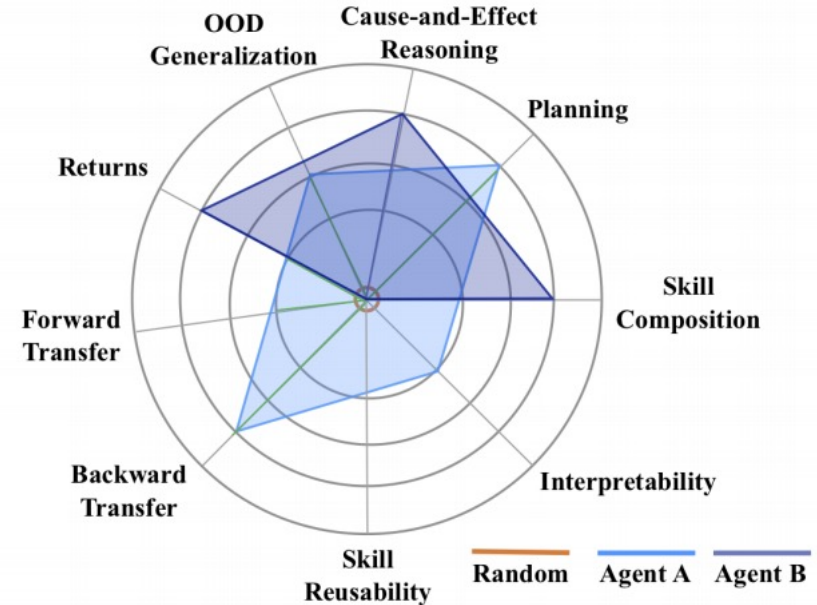 OOD
Generalization
Cause-and-Effect
Reasoning
Planning
Returns
Skill
Composition
Forward
Transfer
Backward
Transfer
Interpretability
Skill
Reusability
Random
Agent A
Agent B